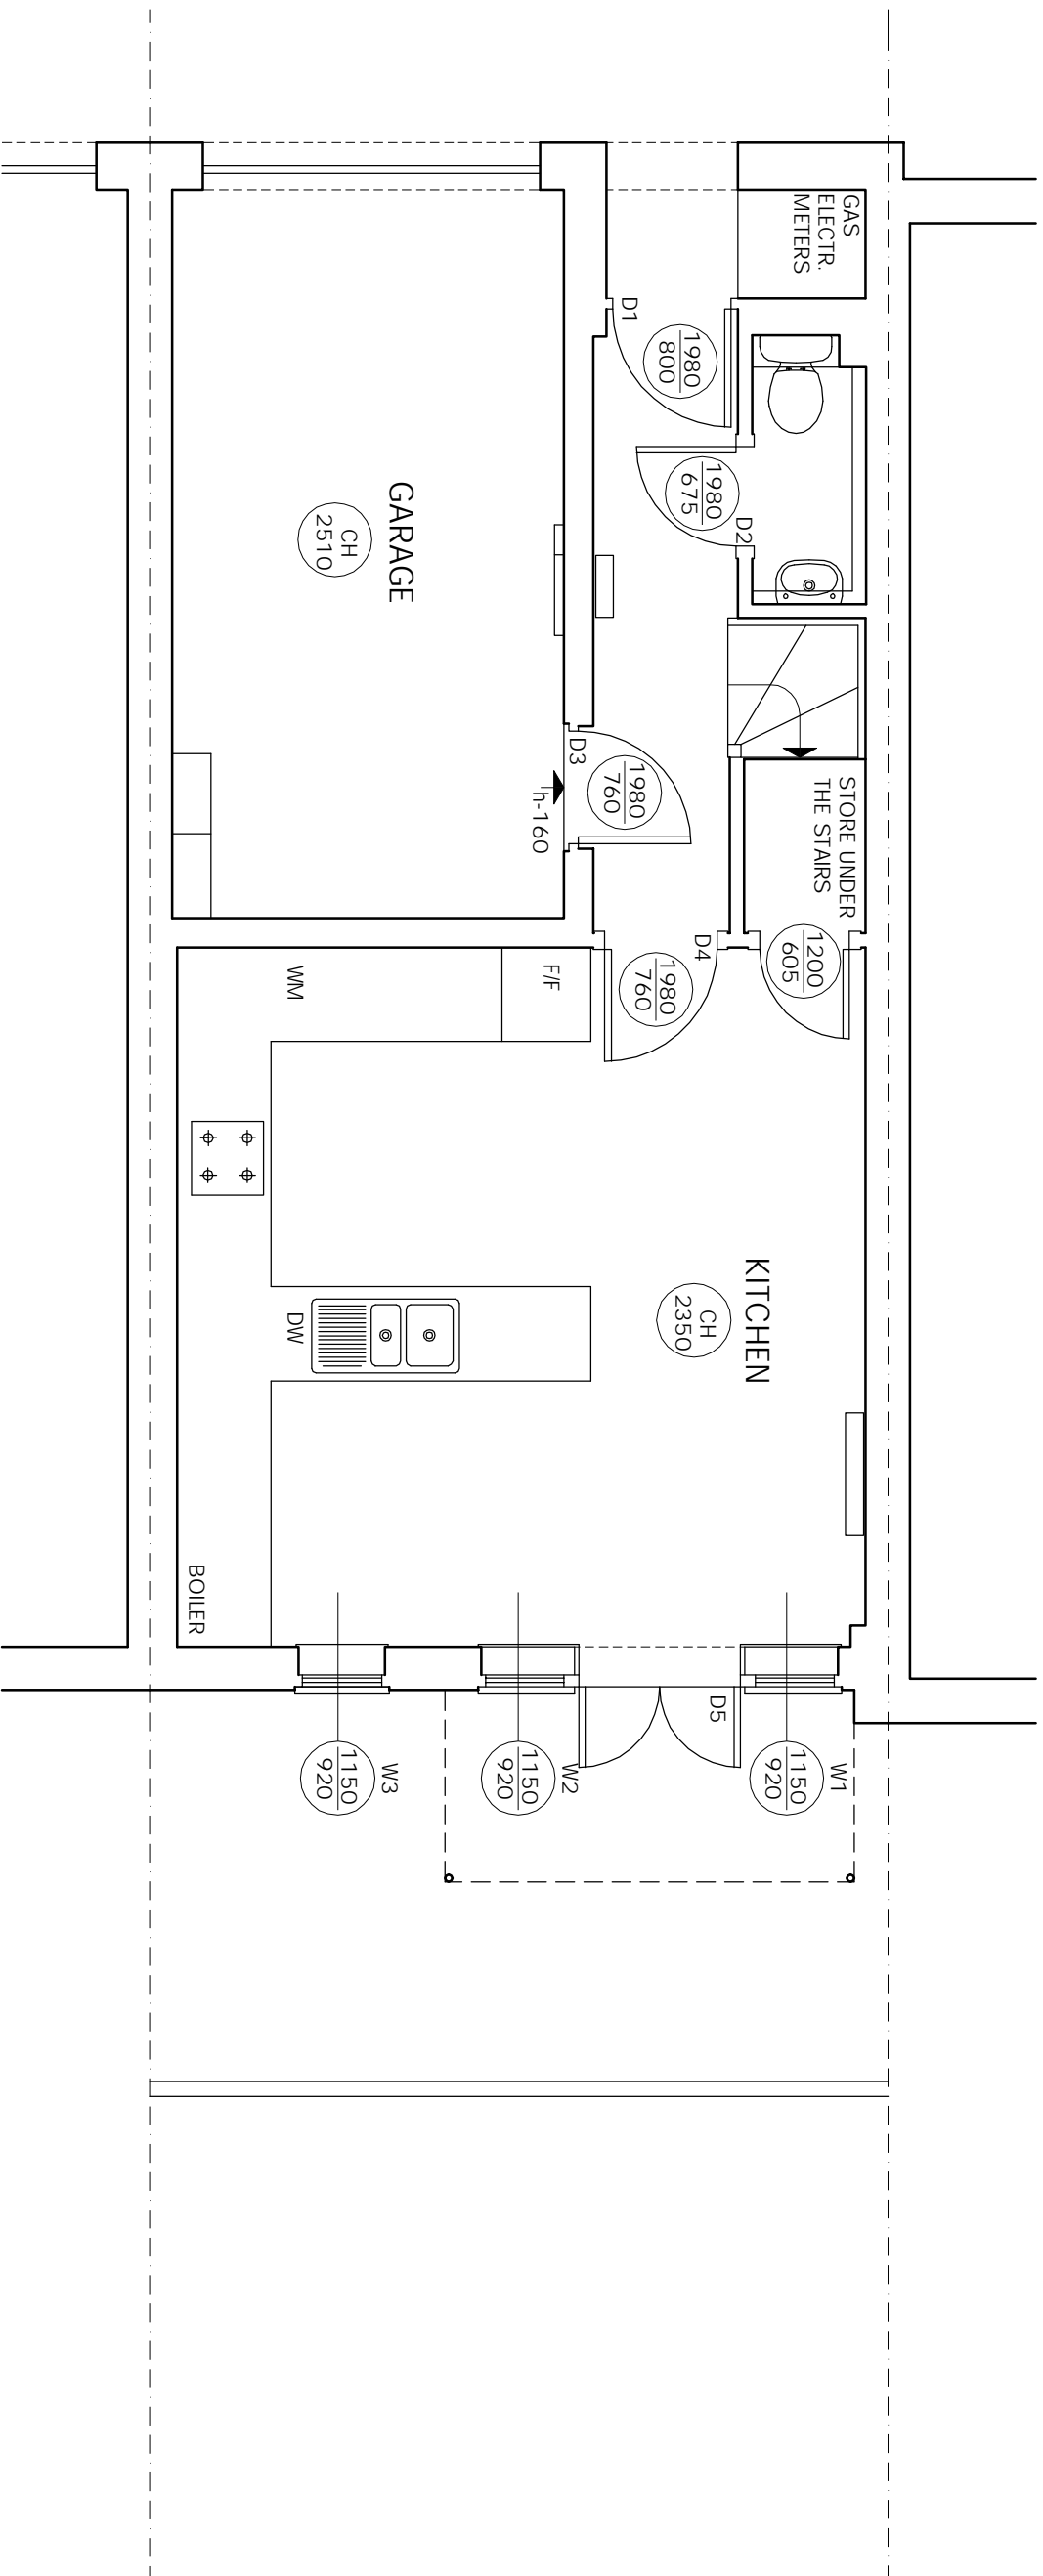 GAS
ELECTR.
METERS
D1
1980
800
1980
675
D2
GARAGE
CH
2510
D3
1980
760
h-160
STORE UNDER
THE STAIRS
1200
605
D4
1980
760
F/F
WM
KITCHEN
CH
2350
DW
BOILER
D5
W1
1150
920
W2
1150
920
W3
1150
920